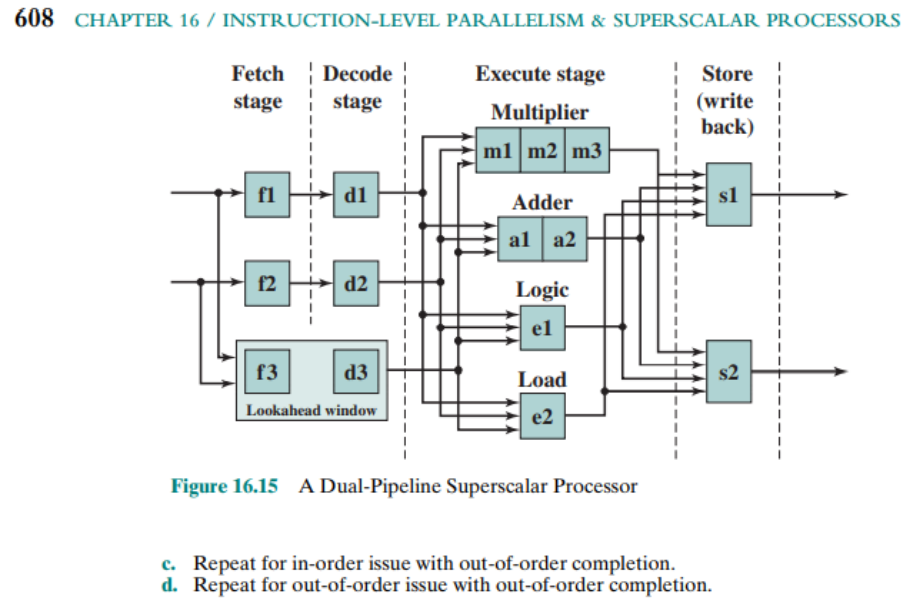 608 CHAPTER 16 / INSTRUCTION-LEVEL PARALLELISM & SUPERSCALAR PROCESSORS
Fetch stage
Decode stage
Execute stage
Store (write back)
Multiplier
m1 m2 m3
f1 d1 s1
Adder
a1 a2
f2 d2
Logic
e1
f3 d3 s2
Load
Lookahead window
e2
Figure 16.15 A Dual-Pipeline Superscalar Processor
c. Repeat for in-order issue with out-of-order completion.
d. Repeat for out-of-order issue with out-of-order completion.